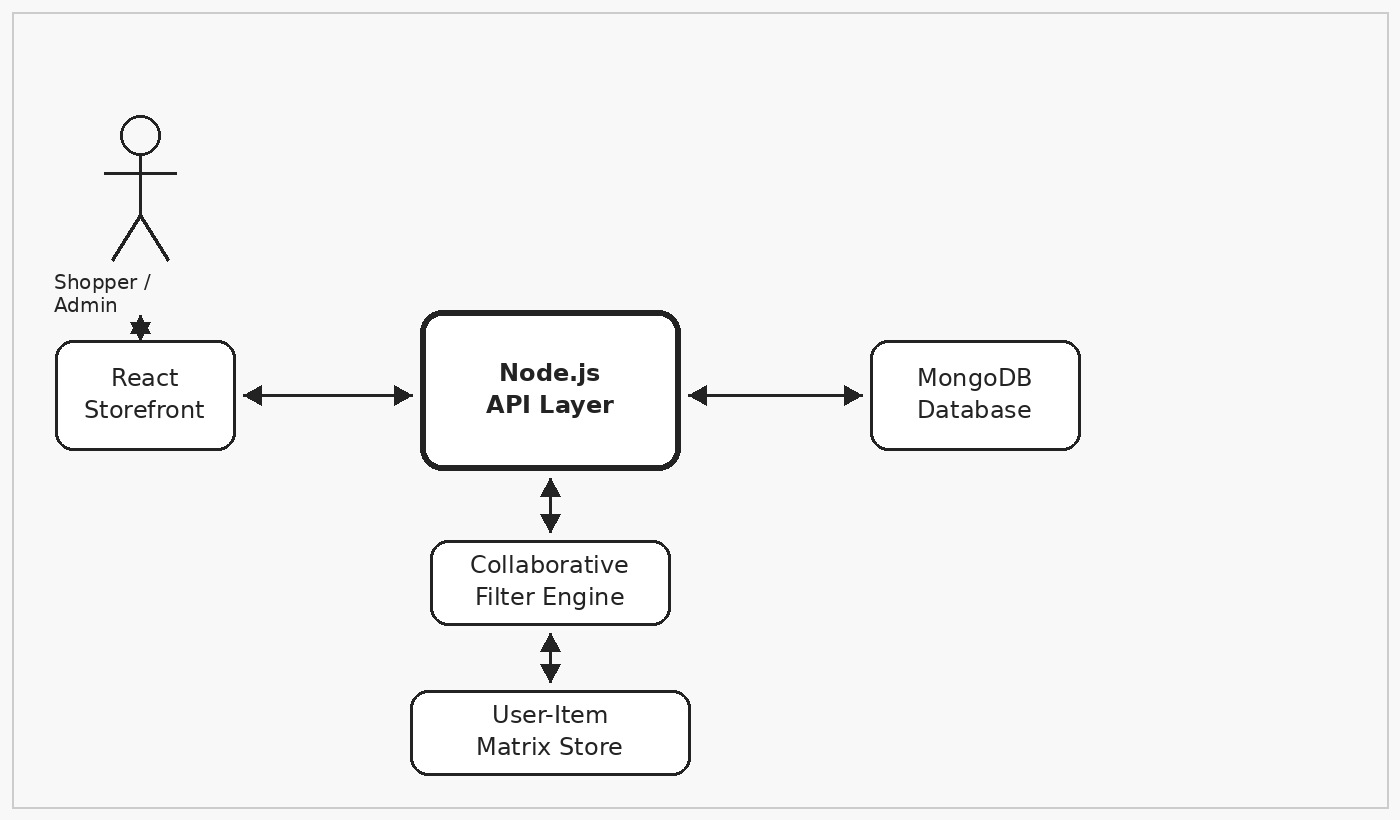 Shopper /
Admin
React
Storefront
Node.js
API Layer
MongoDB
Database
Collaborative
Filter Engine
User-Item
Matrix Store